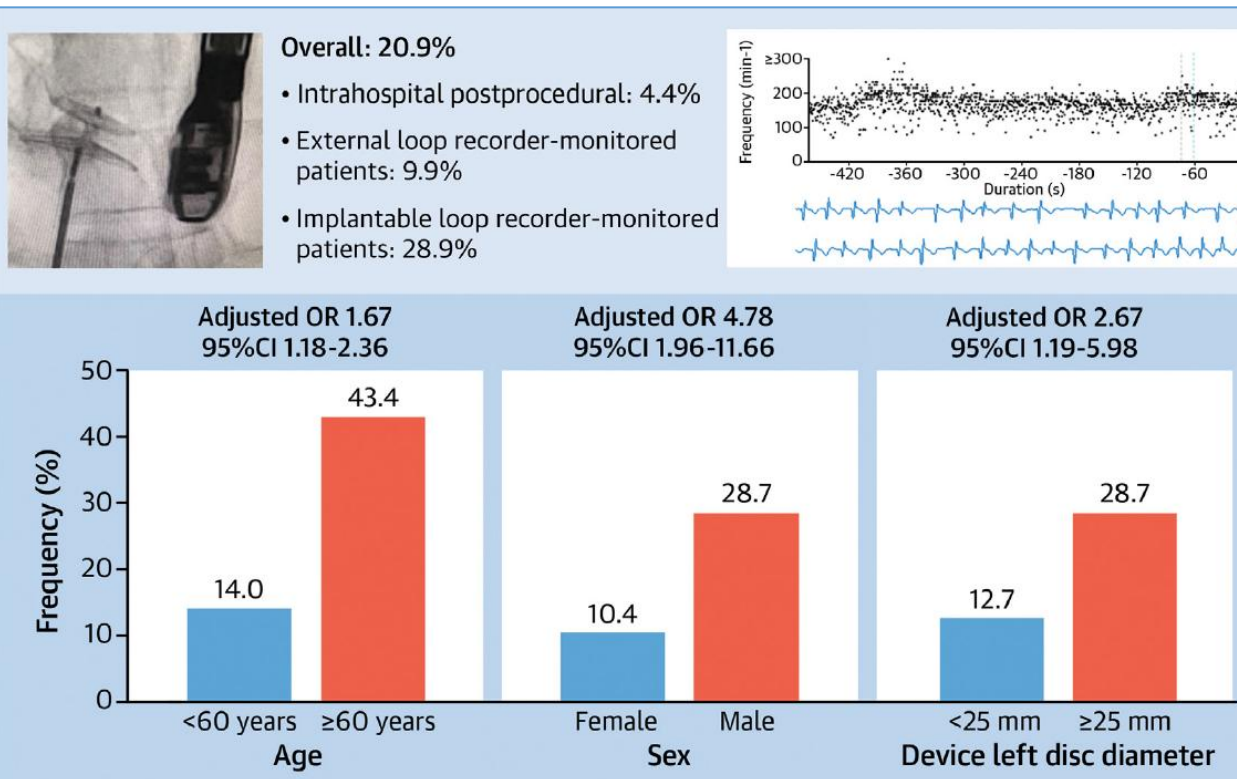 Overall: 20.9%
• Intrahospital postprocedural: 4.4%
• External loop recorder-monitored
patients: 9.9%
• Implantable loop recorder-monitored
patients: 28.9%
Frequency (min-1)
≥300
200
100
0
-420 -360 -300 -240 -180 -120 -60
Duration (s)
Adjusted OR 1.67
95%CI 1.18-2.36
Adjusted OR 4.78
95%CI 1.96-11.66
Adjusted OR 2.67
95%CI 1.19-5.98
Frequency (%)
50
40
30
20
10
0
14.0
43.4
10.4
28.7
12.7
28.7
<60 years ≥60 years
Age
Female Male
Sex
<25 mm ≥25 mm
Device left disc diameter